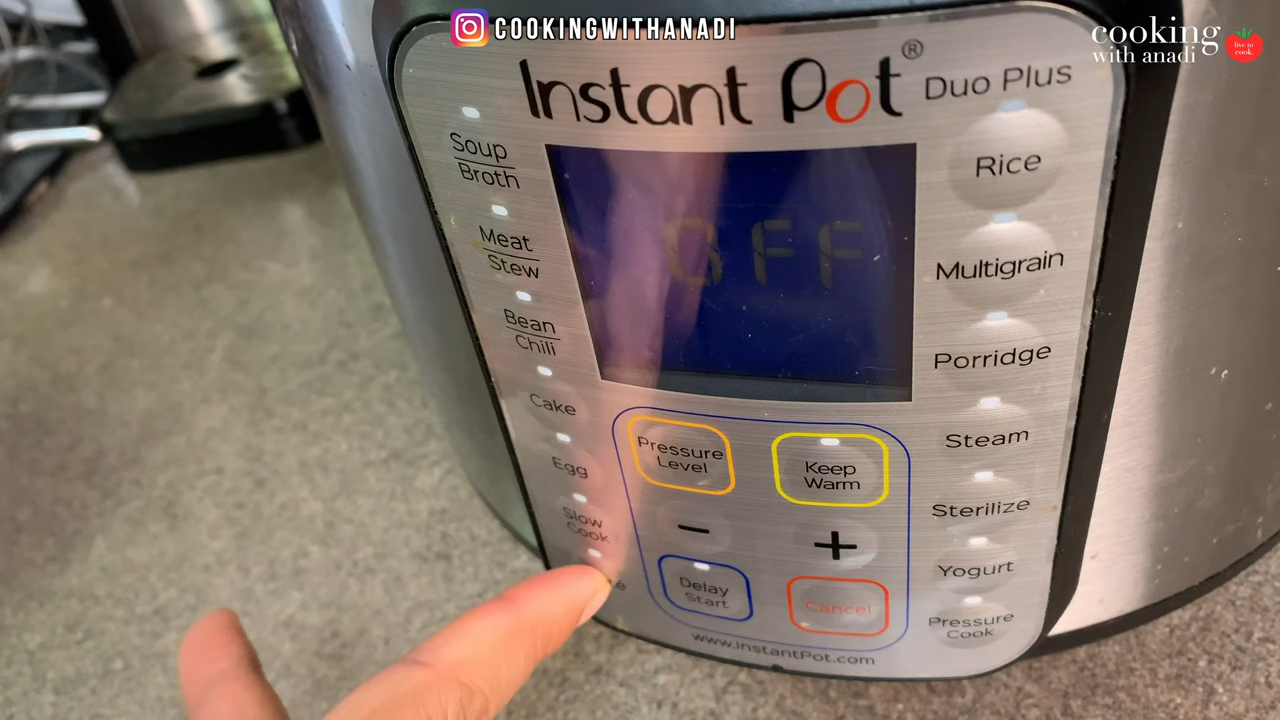 COOKINGWITHANADI
cooking
with anadi
live to
cook.
Instant Pot®
Duo Plus
Soup
Broth
Meat
Stew
Bean
Chili
Cake
Egg
Slow
Cook
OFF
Rice
Multigrain
Porridge
Steam
Sterilize
Yogurt
Pressure
Cook
Pressure
Level
Keep
Warm
−
+
Delay
Start
Cancel
www.InstantPot.com